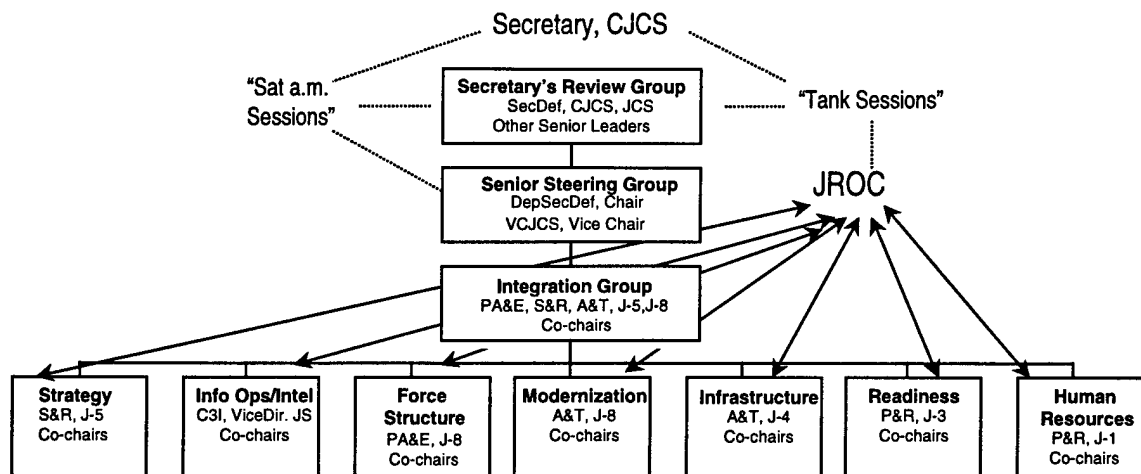 Secretary, CJCS
"Sat a.m.
Sessions"
Secretary's Review Group
SecDef, CJCS, JCS
Other Senior Leaders
"Tank Sessions"
Senior Steering Group
DepSecDef, Chair
VCJCS, Vice Chair
JROC
Integration Group
PA&E, S&R, A&T, J-5,J-8
Co-chairs
Strategy
S&R, J-5
Co-chairs
Info Ops/Intel
C3I, ViceDir. JS
Co-chairs
Force
Structure
PA&E, J-8
Co-chairs
Modernization
A&T, J-8
Co-chairs
Infrastructure
A&T, J-4
Co-chairs
Readiness
P&R, J-3
Co-chairs
Human
Resources
P&R, J-1
Co-chairs